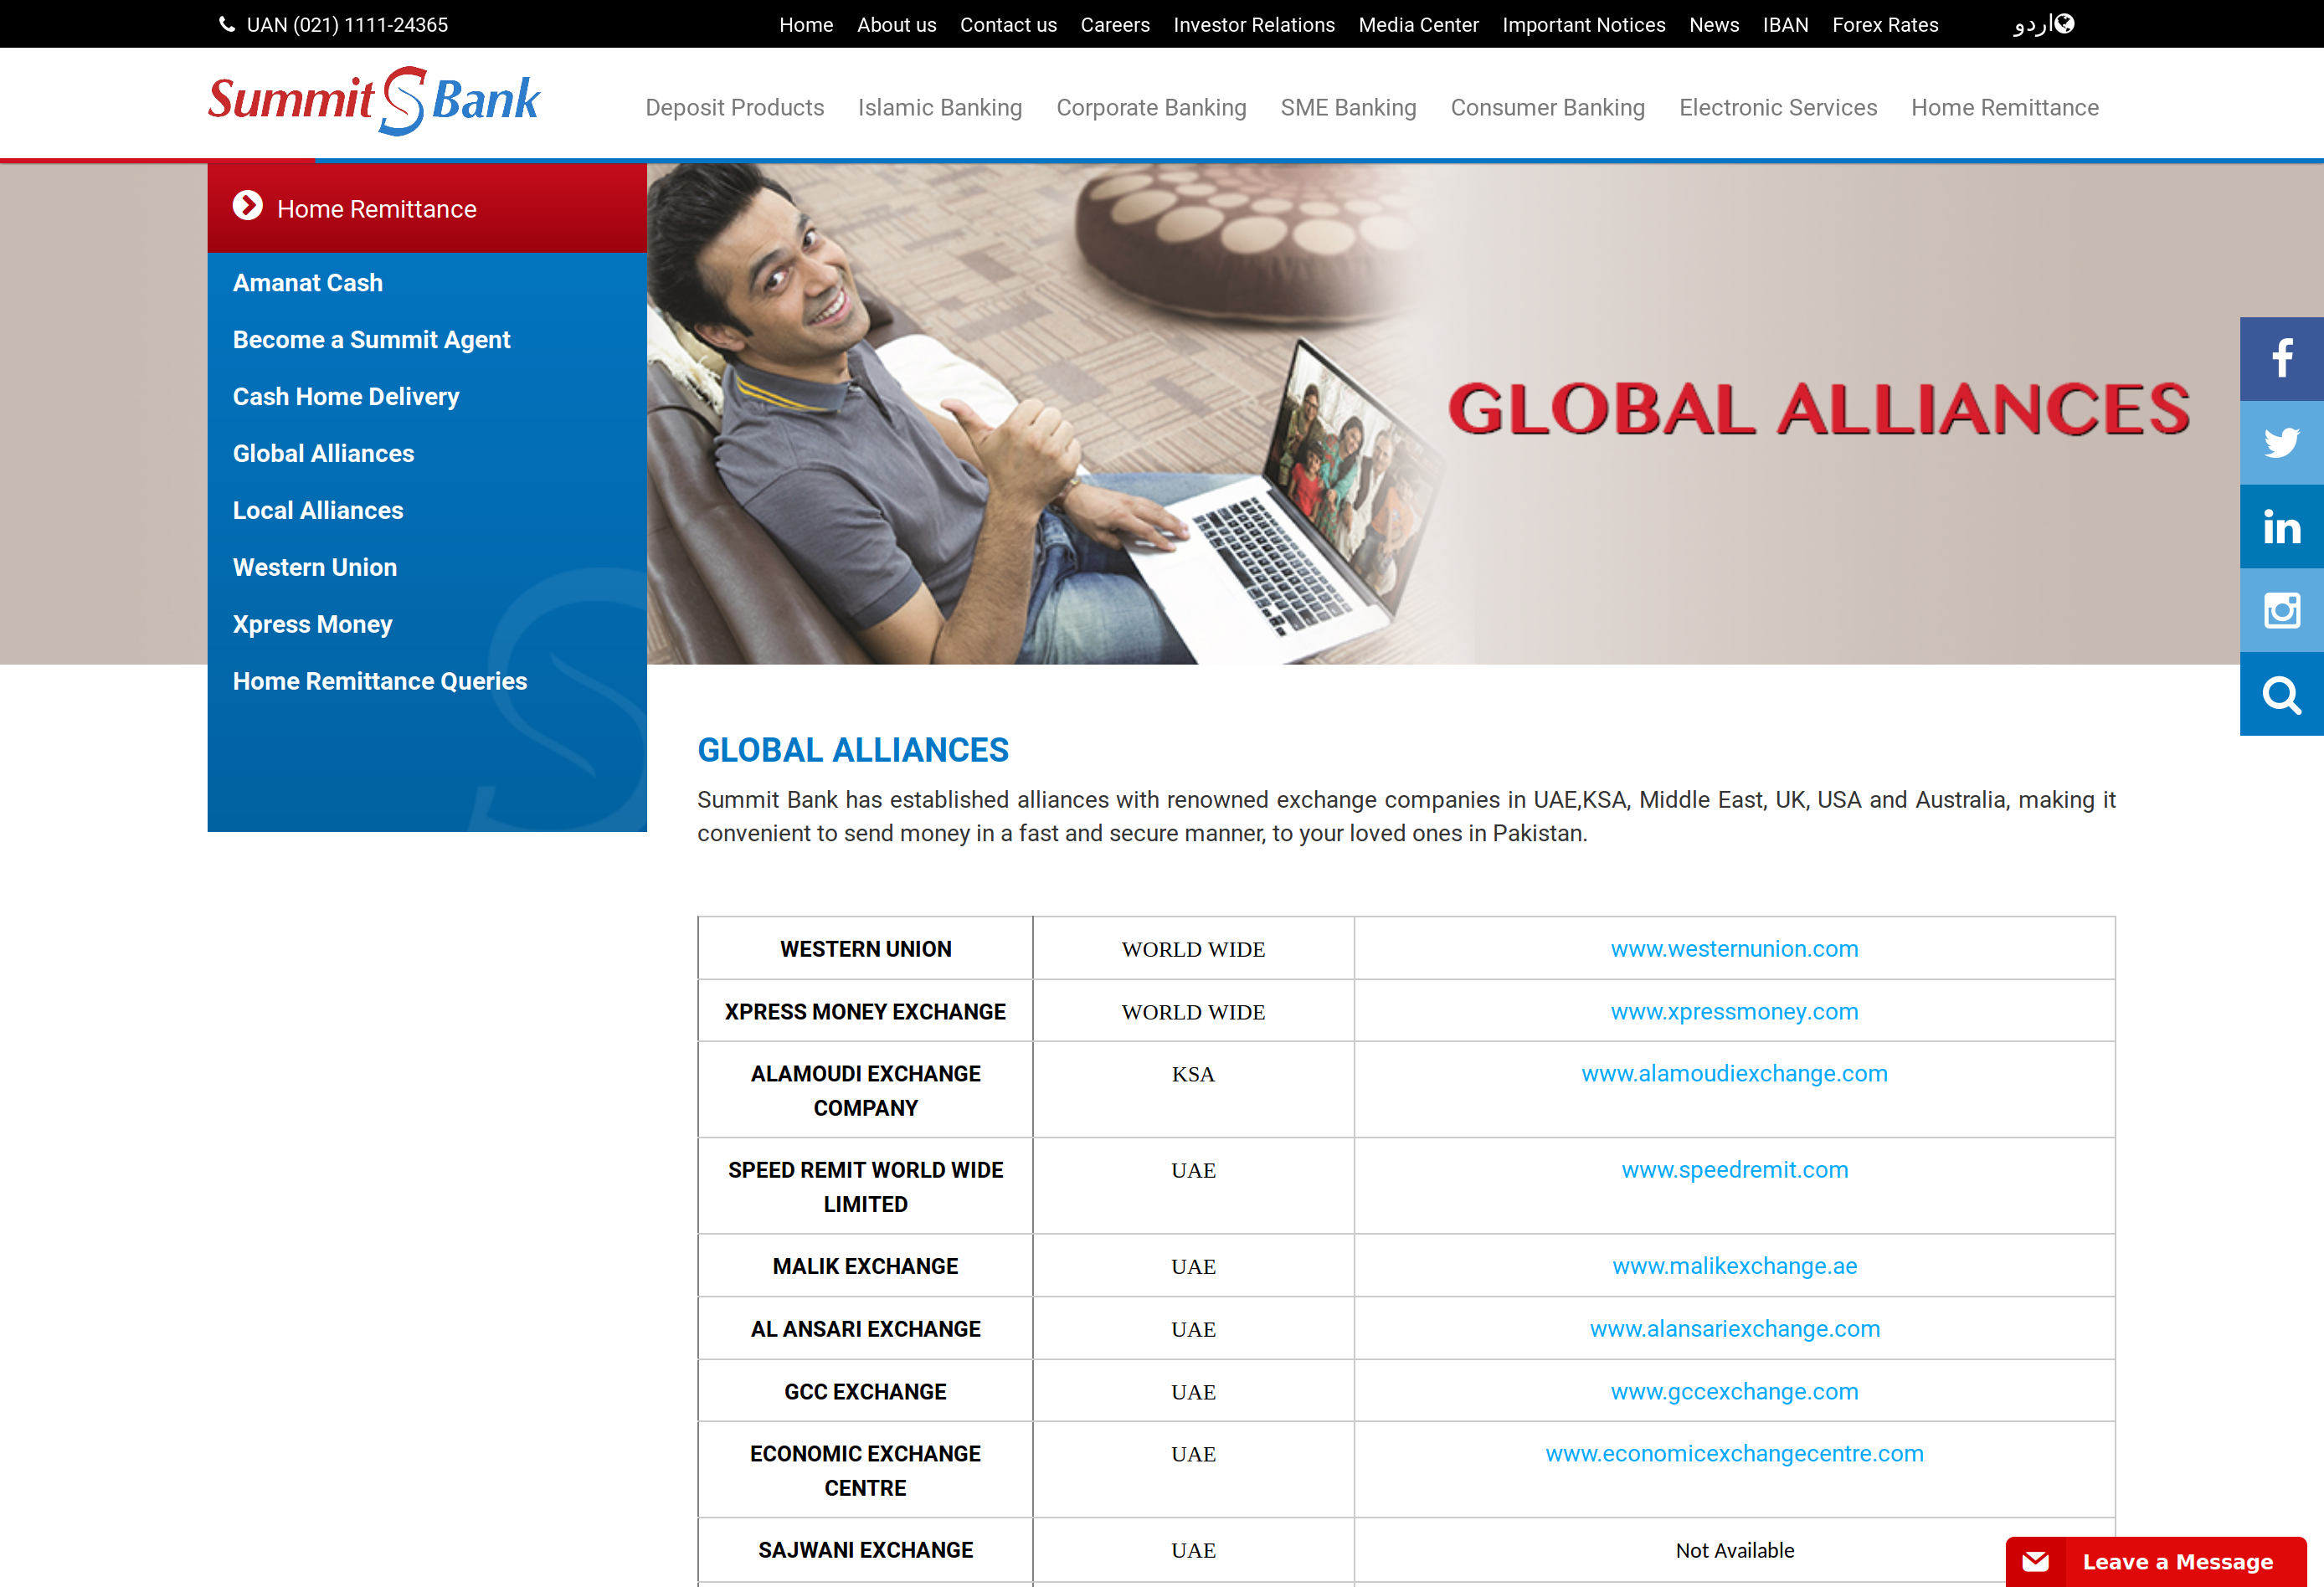 UAN (021) 1111-24365
Home About us Contact us Careers Investor Relations Media Center Important Notices News IBAN Forex Rates اردو
Summit S Bank
Deposit Products Islamic Banking Corporate Banking SME Banking Consumer Banking Electronic Services Home Remittance
Home Remittance
Amanat Cash
Become a Summit Agent
Cash Home Delivery
Global Alliances
Local Alliances
Western Union
Xpress Money
Home Remittance Queries
GLOBAL ALLIANCES
GLOBAL ALLIANCES
Summit Bank has established alliances with renowned exchange companies in UAE,KSA, Middle East, UK, USA and Australia, making it
convenient to send money in a fast and secure manner, to your loved ones in Pakistan.
WESTERN UNION WORLD WIDE www.westernunion.com
XPRESS MONEY EXCHANGE WORLD WIDE www.xpressmoney.com
ALAMOUDI EXCHANGE KSA www.alamoudiexchange.com
COMPANY
SPEED REMIT WORLD WIDE UAE www.speedremit.com
LIMITED
MALIK EXCHANGE UAE www.malikexchange.ae
AL ANSARI EXCHANGE UAE www.alansariexchange.com
GCC EXCHANGE UAE www.gccexchange.com
ECONOMIC EXCHANGE UAE www.economicexchangecentre.com
CENTRE
SAJWANI EXCHANGE UAE Not Available
Leave a Message